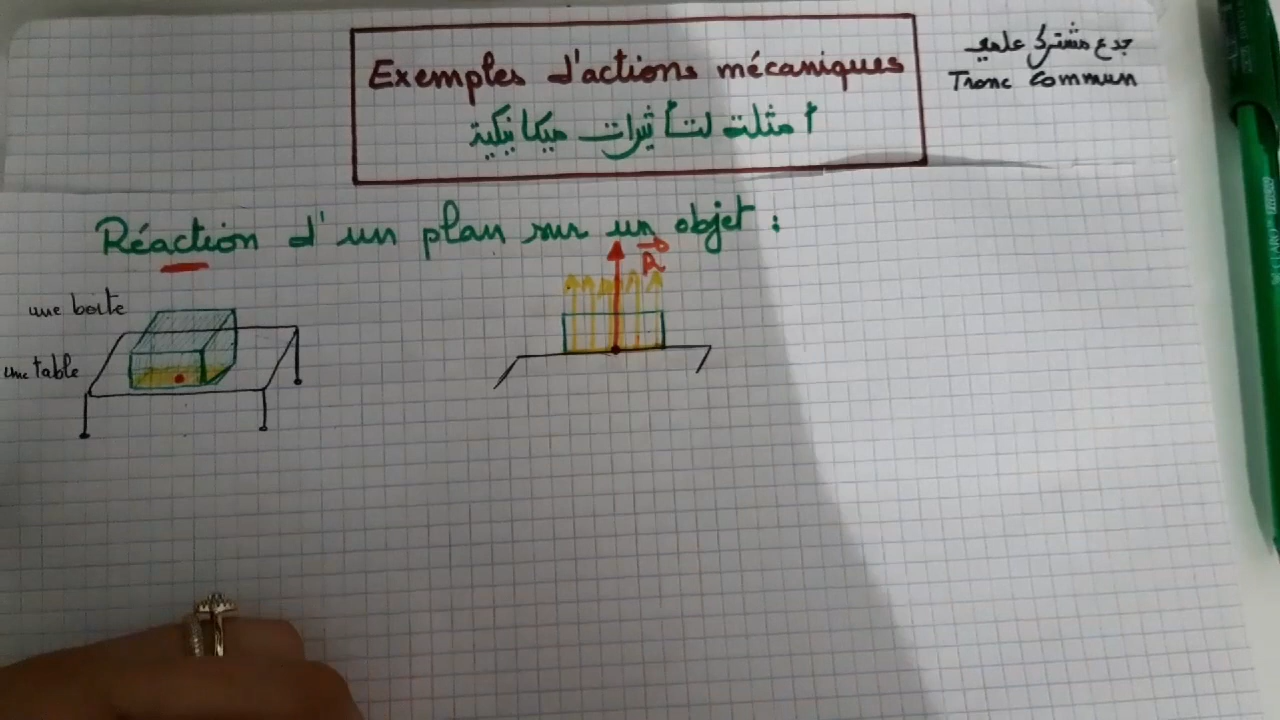 Exemples d'actions mécaniques
أمثلة لتأثيرات ميكانيكية
جدع مشترك علمي
Tronc Commun
Réaction d'un plan sur un objet :
une boite
une table
R